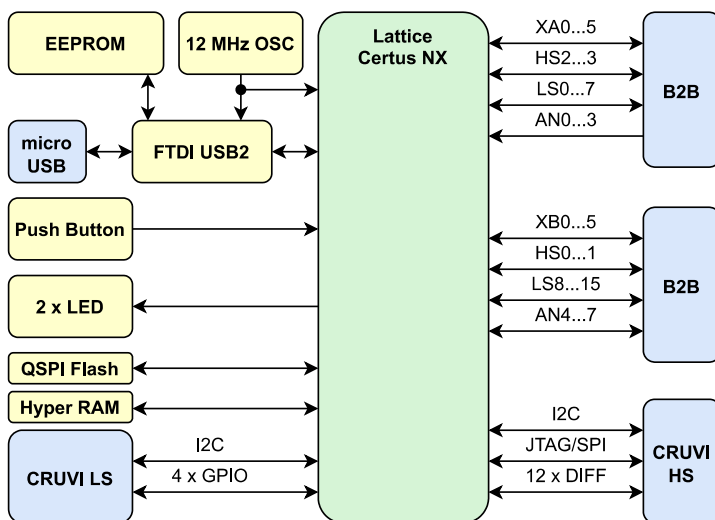 EEPROM
12 MHz OSC
Lattice
Certus NX
XA0...5
HS2...3
LS0...7
AN0...3
B2B
micro
USB
FTDI USB2
Push Button
XB0...5
HS0...1
LS8...15
AN4...7
B2B
2 x LED
QSPI Flash
Hyper RAM
CRUVI LS
I2C
4 x GPIO
I2C
JTAG/SPI
12 x DIFF
CRUVI
HS